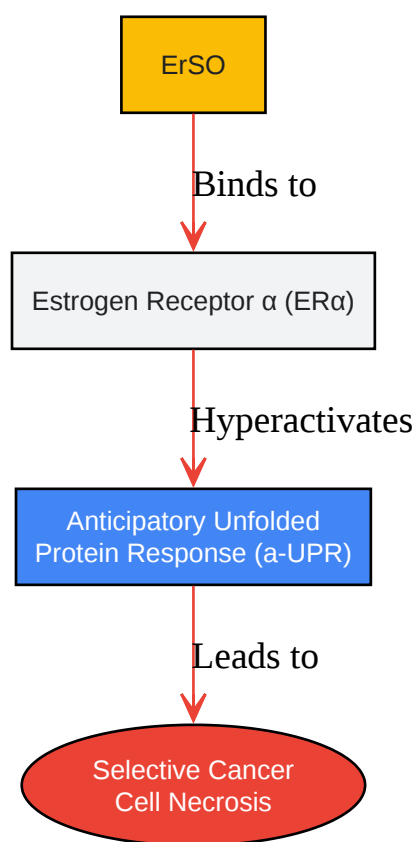 ErSO
Binds to
Estrogen Receptor α (ERα)
Hyperactivates
Anticipatory Unfolded
Protein Response (a-UPR)
Leads to
Selective Cancer
Cell Necrosis